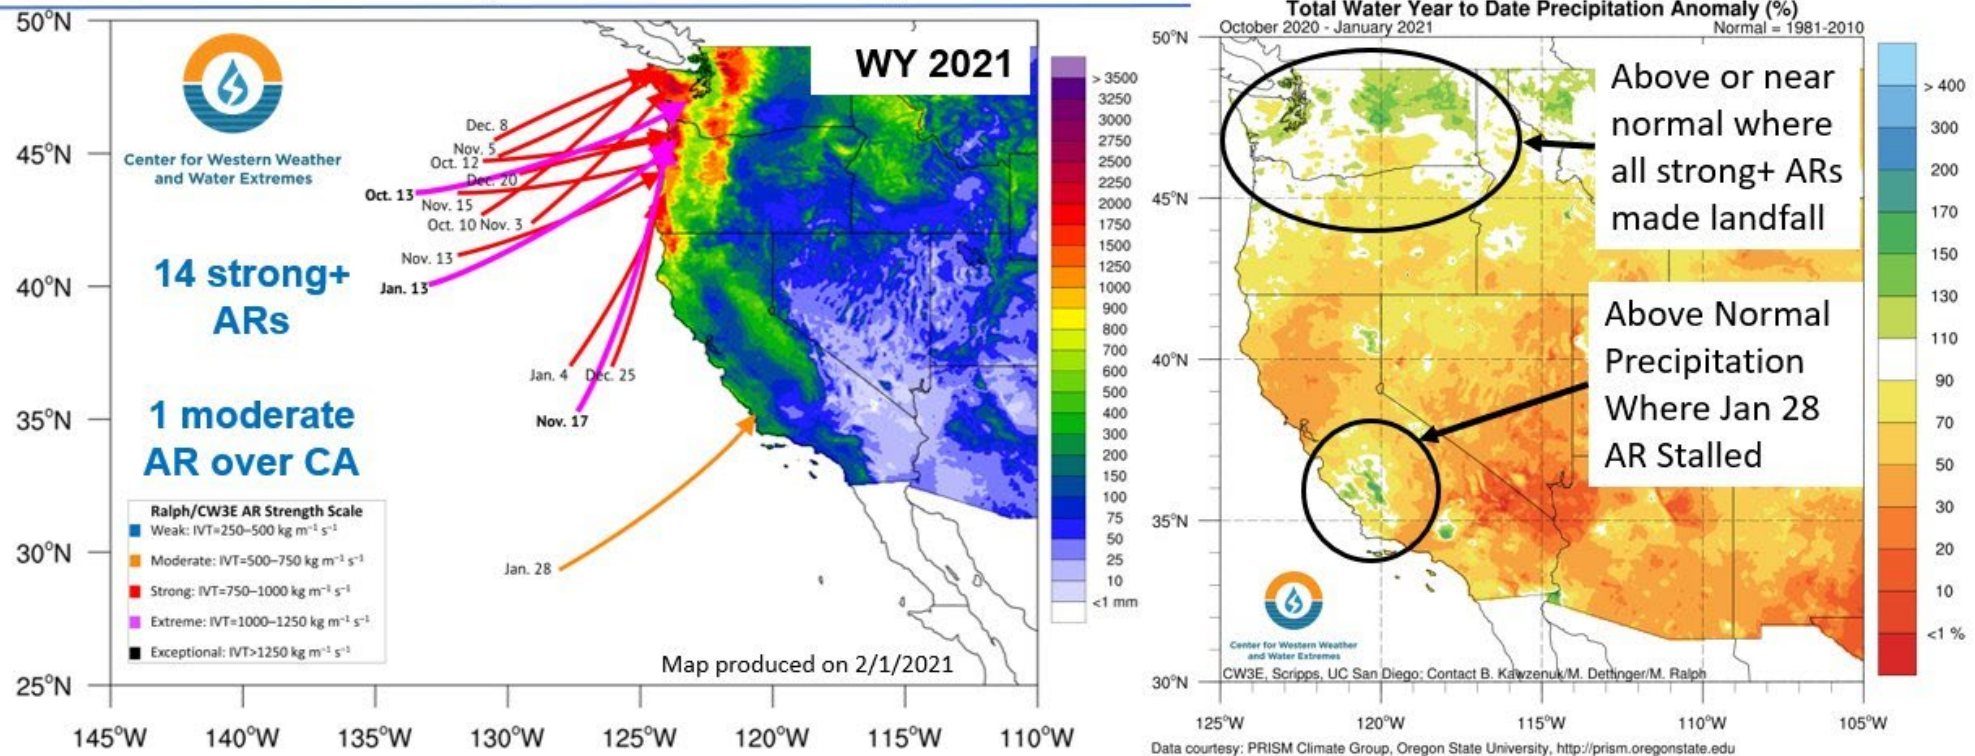 50°N
45°N
40°N
35°N
30°N
25°N
145°W
140°W
135°W
130°W
125°W
120°W
115°W
110°W
Center for Western Weather
and Water Extremes
WY 2021
Dec. 8
Nov. 5
Oct. 12
Dec. 20
Oct. 13
Nov. 15
Oct. 10
Nov. 3
Nov. 13
Jan. 13
Jan. 4
Dec. 25
Nov. 17
Jan. 28
14 strong+
ARs
1 moderate
AR over CA
Ralph/CW3E AR Strength Scale
Weak: IVT=250–500 kg m⁻¹ s⁻¹
Moderate: IVT=500–750 kg m⁻¹ s⁻¹
Strong: IVT=750–1000 kg m⁻¹ s⁻¹
Extreme: IVT=1000–1250 kg m⁻¹ s⁻¹
Exceptional: IVT>1250 kg m⁻¹ s⁻¹
Map produced on 2/1/2021
> 3500
3250
3000
2750
2500
2250
2000
1750
1500
1250
1000
900
800
700
600
500
400
300
200
150
100
75
50
25
10
<1 mm
Total Water Year to Date Precipitation Anomaly (%)
October 2020 - January 2021
Normal = 1981-2010
50°N
45°N
40°N
35°N
30°N
125°W
120°W
115°W
110°W
105°W
Above or near
normal where
all strong+ ARs
made landfall
Above Normal
Precipitation
Where Jan 28
AR Stalled
Center for Western Weather
and Water Extremes
CW3E, Scripps, UC San Diego; Contact B. Kawzenuk/M. Dettinger/M. Ralph
> 400
300
200
170
150
130
110
90
70
50
30
20
10
<1 %
Data courtesy: PRISM Climate Group, Oregon State University, http://prism.oregonstate.edu